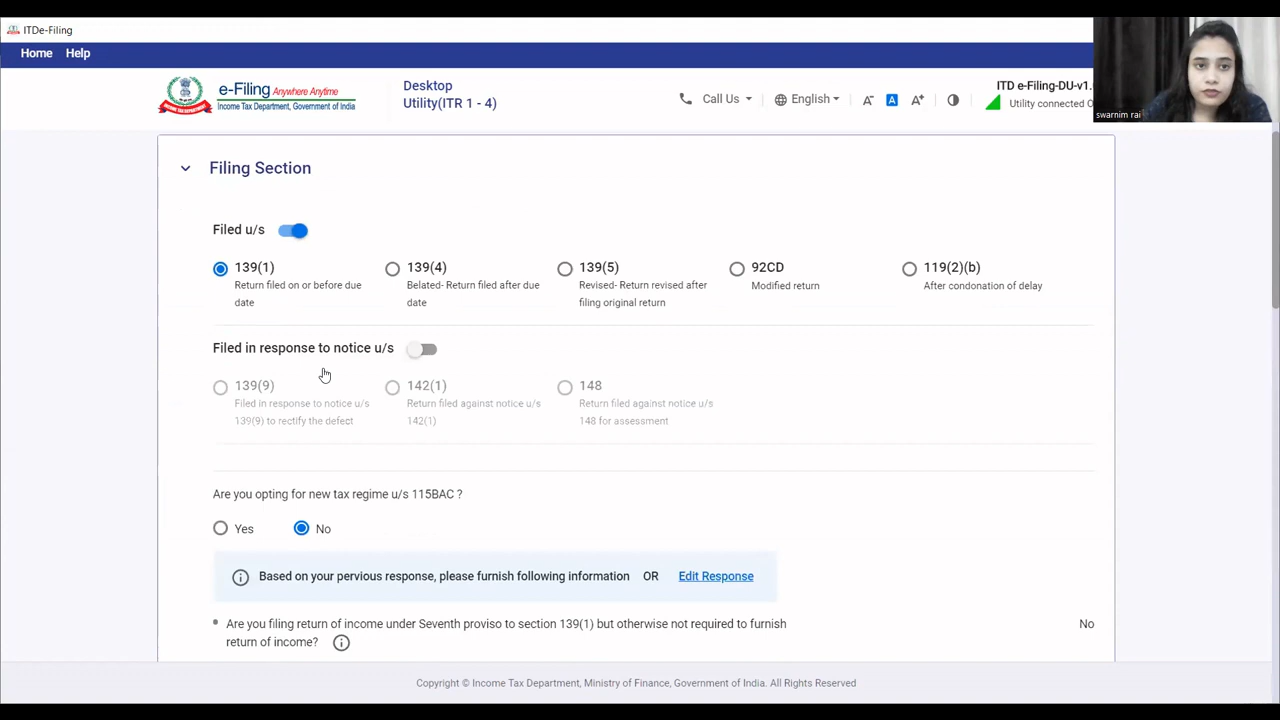 ITDe-Filing
Home Help
e-Filing Anywhere Anytime
Income Tax Department, Government of India
Desktop
Utility(ITR 1 - 4)
Call Us
English
A-
A
A+
ITD e-Filing-DU-v1.
Utility connected O
swarnim rai
Filing Section
Filed u/s
139(1)
Return filed on or before due
date
139(4)
Belated- Return filed after due
date
139(5)
Revised- Return revised after
filing original return
92CD
Modified return
119(2)(b)
After condonation of delay
Filed in response to notice u/s
139(9)
Filed in response to notice u/s
139(9) to rectify the defect
142(1)
Return filed against notice u/s
142(1)
148
Return filed against notice u/s
148 for assessment
Are you opting for new tax regime u/s 115BAC ?
Yes No
Based on your pervious response, please furnish following information OR Edit Response
Are you filing return of income under Seventh proviso to section 139(1) but otherwise not required to furnish No
return of income?
Copyright © Income Tax Department, Ministry of Finance, Government of India. All Rights Reserved